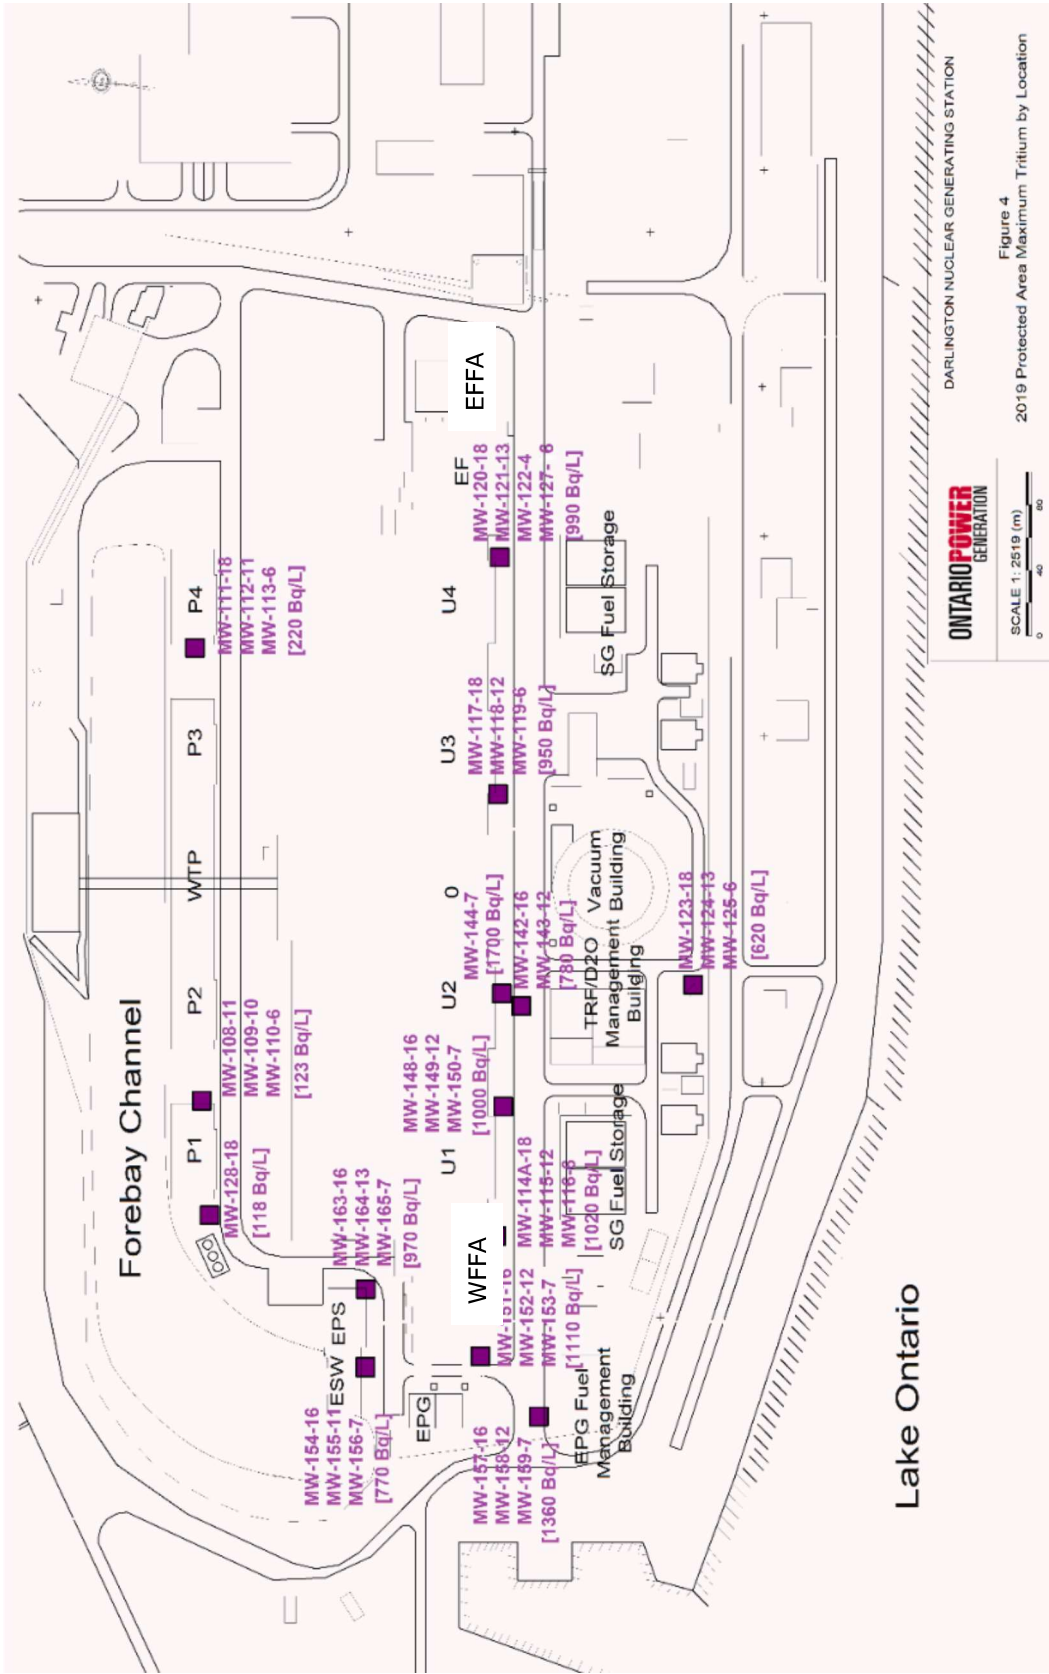 Forebay Channel
P1
P2
WTP
P3
P4
MW-128-18
[118 Bq/L]
MW-108-11
MW-109-10
MW-110-6
[123 Bq/L]
MW-111-18
MW-112-11
MW-113-6
[220 Bq/L]
MW-154-16
MW-155-11
MW-156-7
[770 Bq/L]
ESW
EPS
MW-163-16
MW-164-13
MW-165-7
[970 Bq/L]
EPG
WFFA
U1
U2
0
U3
U4
EF
EFFA
MW-148-16
MW-149-12
MW-150-7
[1000 Bq/L]
MW-144-7
[1700 Bq/L]
MW-142-16
MW-143-12
[780 Bq/L]
MW-117-18
MW-118-12
MW-119-6
[950 Bq/L]
MW-120-18
MW-121-13
MW-122-4
MW-127- 6
[990 Bq/L]
MW-157-16
MW-158-12
MW-159-7
[1360 Bq/L]
MW-151-16
MW-152-12
MW-153-7
[1110 Bq/L]
MW-114A-18
MW-115-12
[1020 Bq/L]
EPG Fuel
Management
Building
SG Fuel Storage
TRF/D2O
Management Building
Building
Vacuum
SG Fuel Storage
MW-123-18
MW-124-13
MW-125-6
[620 Bq/L]
Lake Ontario
ONTARIOPOWER
GENERATION
SCALE 1: 2519 (m)
0 40 80
DARLINGTON NUCLEAR GENERATING STATION
Figure 4
2019 Protected Area Maximum Tritium by Location